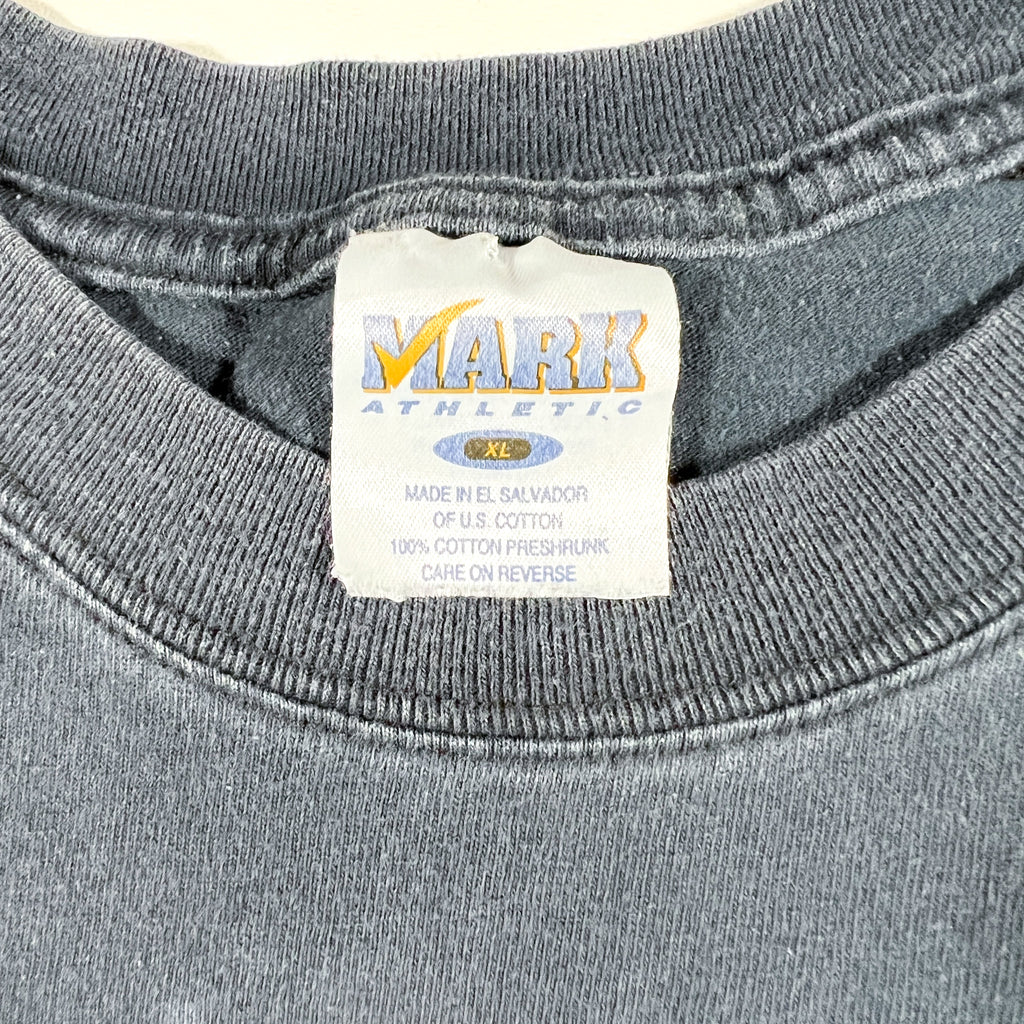 MARK
ATHLETIC
XL
MADE IN EL SALVADOR
OF U.S. COTTON
100% COTTON PRESHRUNK
CARE ON REVERSE